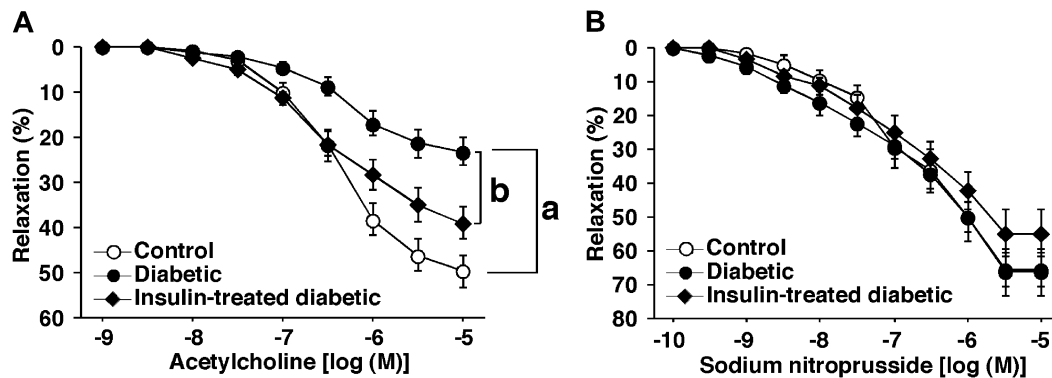 A
0
10
20
30
40
50
60
Relaxation (%)
Control
Diabetic
Insulin-treated diabetic
b
a
-9
-8
-7
-6
-5
Acetylcholine [log (M)]
B
0
10
20
30
40
50
60
70
80
Relaxation (%)
Control
Diabetic
Insulin-treated diabetic
-10
-9
-8
-7
-6
-5
Sodium nitroprusside [log (M)]